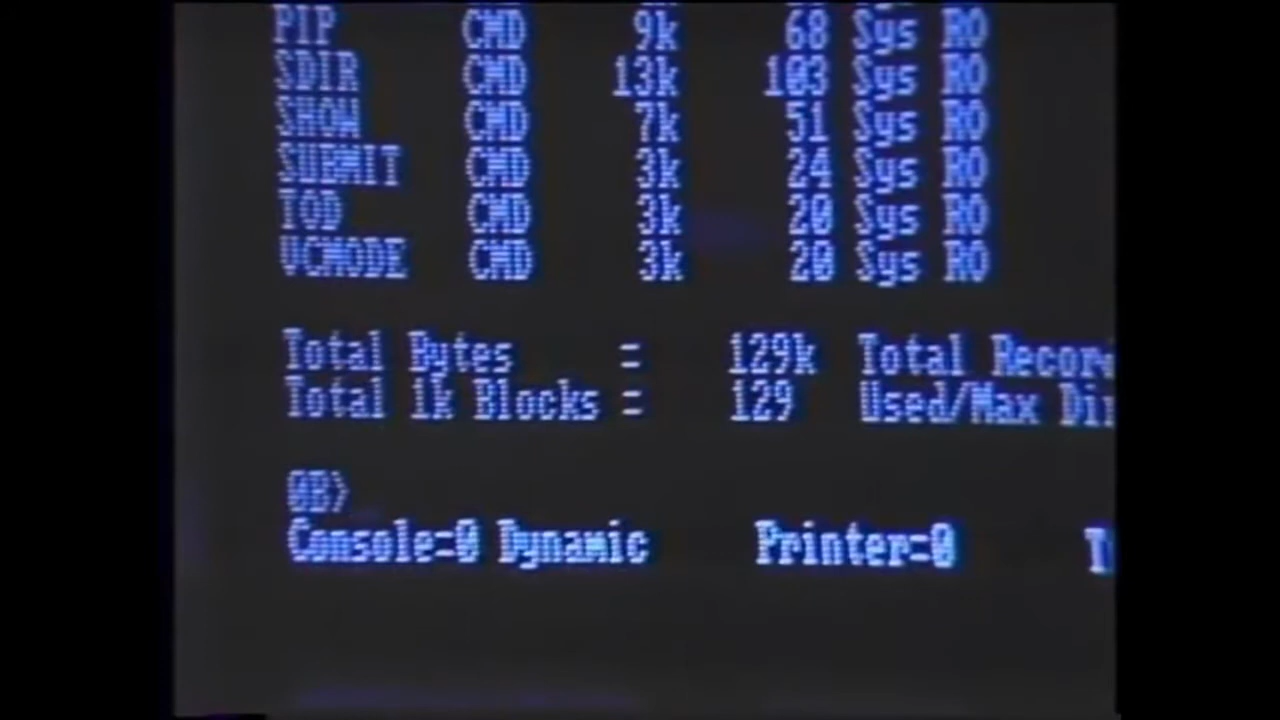 PIP CMD 9k 68 Sys RO
SDIR CMD 13k 103 Sys RO
SHOW CMD 7k 51 Sys RO
SUBMIT CMD 3k 24 Sys RO
TOD CMD 3k 20 Sys RO
VCMODE CMD 3k 20 Sys RO
Total Bytes = 129k Total Recor
Total 1k Blocks = 129 Used/Max Di
0B>
Console=0 Dynamic Printer=0